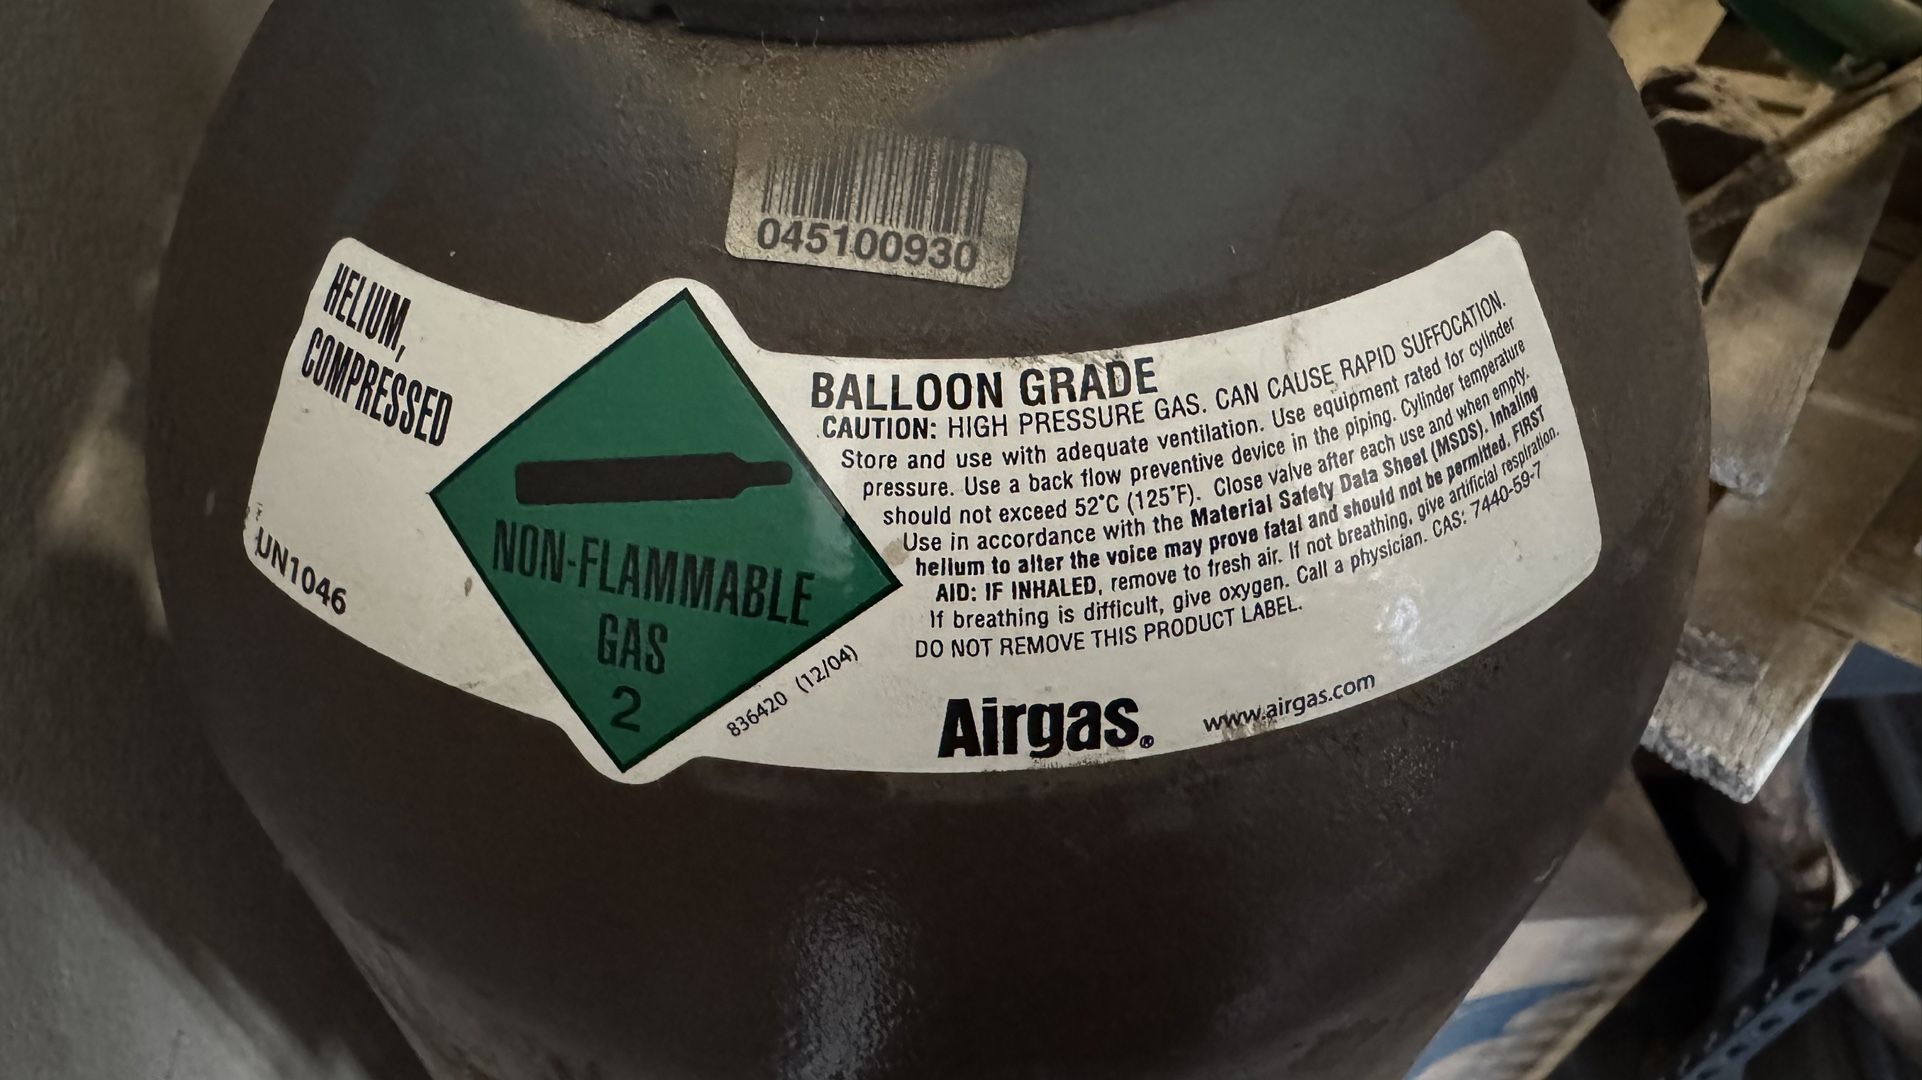 045100930
HELIUM,
COMPRESSED
UN1046
NON-FLAMMABLE
GAS
2
836420 (12/04)
BALLOON GRADE
CAUTION: HIGH PRESSURE GAS. CAN CAUSE RAPID SUFFOCATION.
Store and use with adequate ventilation. Use equipment rated for cylinder
pressure. Use a back flow preventive device in the piping. Cylinder temperature
should not exceed 52°C (125°F). Close valve after each use and when empty.
Use in accordance with the Material Safety Data Sheet (MSDS). Inhaling
helium to alter the voice may prove fatal and should not be permitted. FIRST
AID: IF INHALED, remove to fresh air. If not breathing, give artificial respiration.
If breathing is difficult, give oxygen. Call a physician. CAS: 7440-59-7
DO NOT REMOVE THIS PRODUCT LABEL.
Airgas®
www.airgas.com